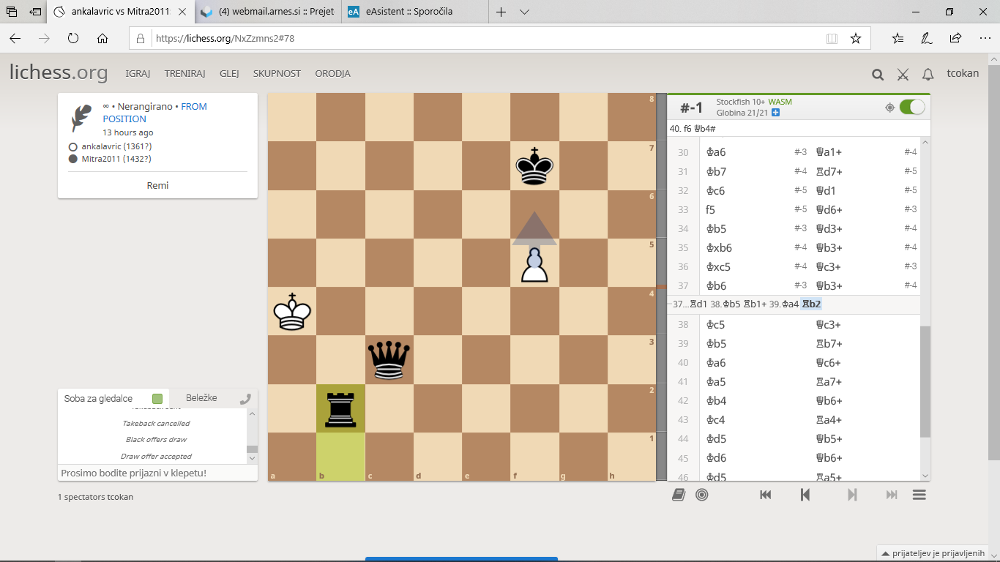 ankalavric vs Mitra2011:
(4) webmail.arnes.si :: Prejet
eA eAsistent :: Sporočila
https://lichess.org/NxZzmns2#78
lichess.org IGRAJ TRENIRAJ GLEJ SKUPNOST ORODJA tcokan
∞ • Nerangirano • FROM
POSITION
13 hours ago
ankalavric (1361?)
Mitra2011 (1432?)
Remi
Soba za gledalce Beležke
Takeback cancelled
Black offers draw
Draw offer accepted
Prosimo bodite prijazni v klepetu!
1 spectators tcokan
8
7
6
5
4
3
2
1
a b c d e f g h
#-1 Stockfish 10+ WASM
Globina 21/21
40. f6 ♕b4#
30 ♔a6 #-3 ♕a1+ #-4
31 ♔b7 #-4 ♖d7+ #-5
32 ♔c6 #-5 ♕d1 #-5
33 f5 #-5 ♕d6+ #-3
34 ♔b5 #-3 ♕d3+ #-4
35 ♔xb6 #-4 ♕b3+ #-4
36 ♔xc5 #-4 ♕c3+ #-3
37 ♔b6 #-3 ♕b3+ #-4
37...♖d1 38.♔b5 ♖b1+ 39.♔a4 ♖b2
38 ♔c5 ♕c3+
39 ♔b5 ♖b7+
40 ♔a6 ♕c6+
41 ♔a5 ♖a7+
42 ♔b4 ♕b6+
43 ♔c4 ♖a4+
44 ♔d5 ♕b5+
45 ♔d6 ♕b6+
46 ♔d5 ♖a5+
prijateljev je prijavljenih